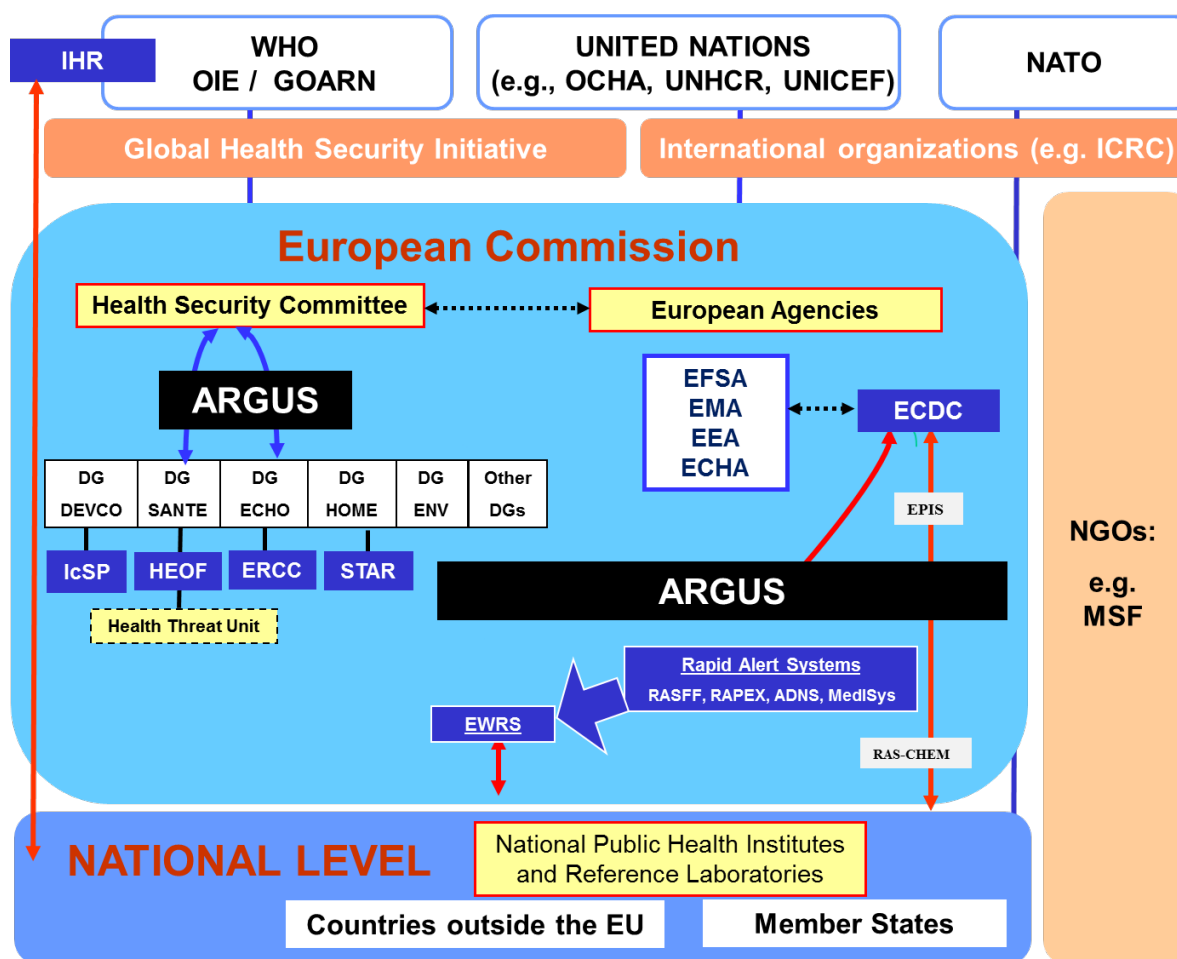 IHR
WHO
OIE / GOARN
UNITED NATIONS
(e.g., OCHA, UNHCR, UNICEF)
NATO
Global Health Security Initiative
International organizations (e.g. ICRC)
European Commission
Health Security Committee
European Agencies
ARGUS
EFSA
EMA
EEA
ECHA
ECDC
DG
DEVCO
DG
SANTE
DG
ECHO
DG
HOME
DG
ENV
Other
DGs
IcSP
HEOF
ERCC
STAR
Health Threat Unit
EPIS
ARGUS
Rapid Alert Systems
RASFF, RAPEX, ADNS, MedISys
EWRS
RAS-CHEM
NGOs:
e.g.
MSF
NATIONAL LEVEL
National Public Health Institutes
and Reference Laboratories
Countries outside the EU
Member States